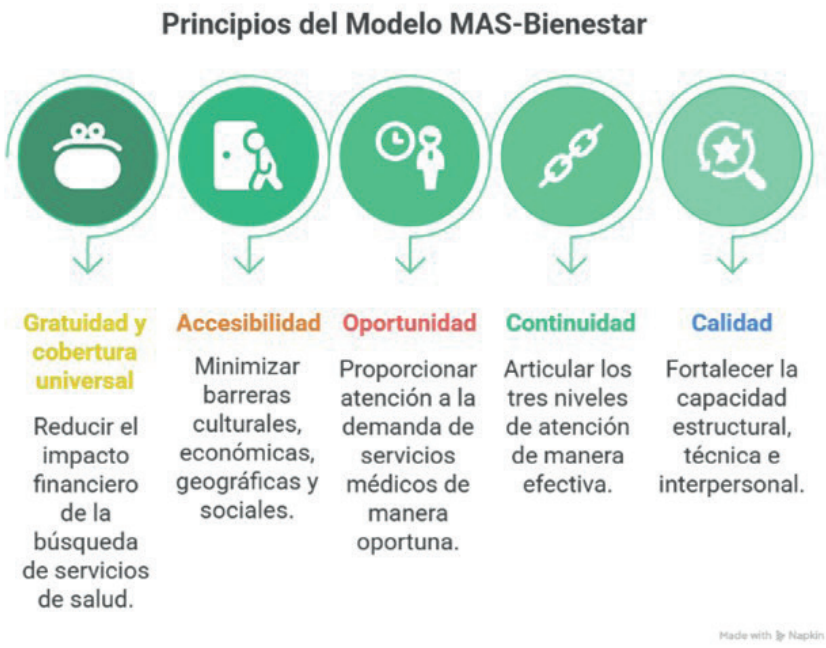 Principios del Modelo MAS-Bienestar
Gratuidad y
cobertura
universal
Reducir el
impacto
financiero
de la
búsqueda
de servicios
de salud.
Accesibilidad
Minimizar
barreras
culturales,
económicas,
geográficas y
sociales.
Oportunidad
Proporcionar
atención a la
demanda de
servicios
médicos de
manera
oportuna.
Continuidad
Articular los
tres niveles
de atención
de manera
efectiva.
Calidad
Fortalecer la
capacidad
estructural,
técnica e
interpersonal.
Made with Napkin